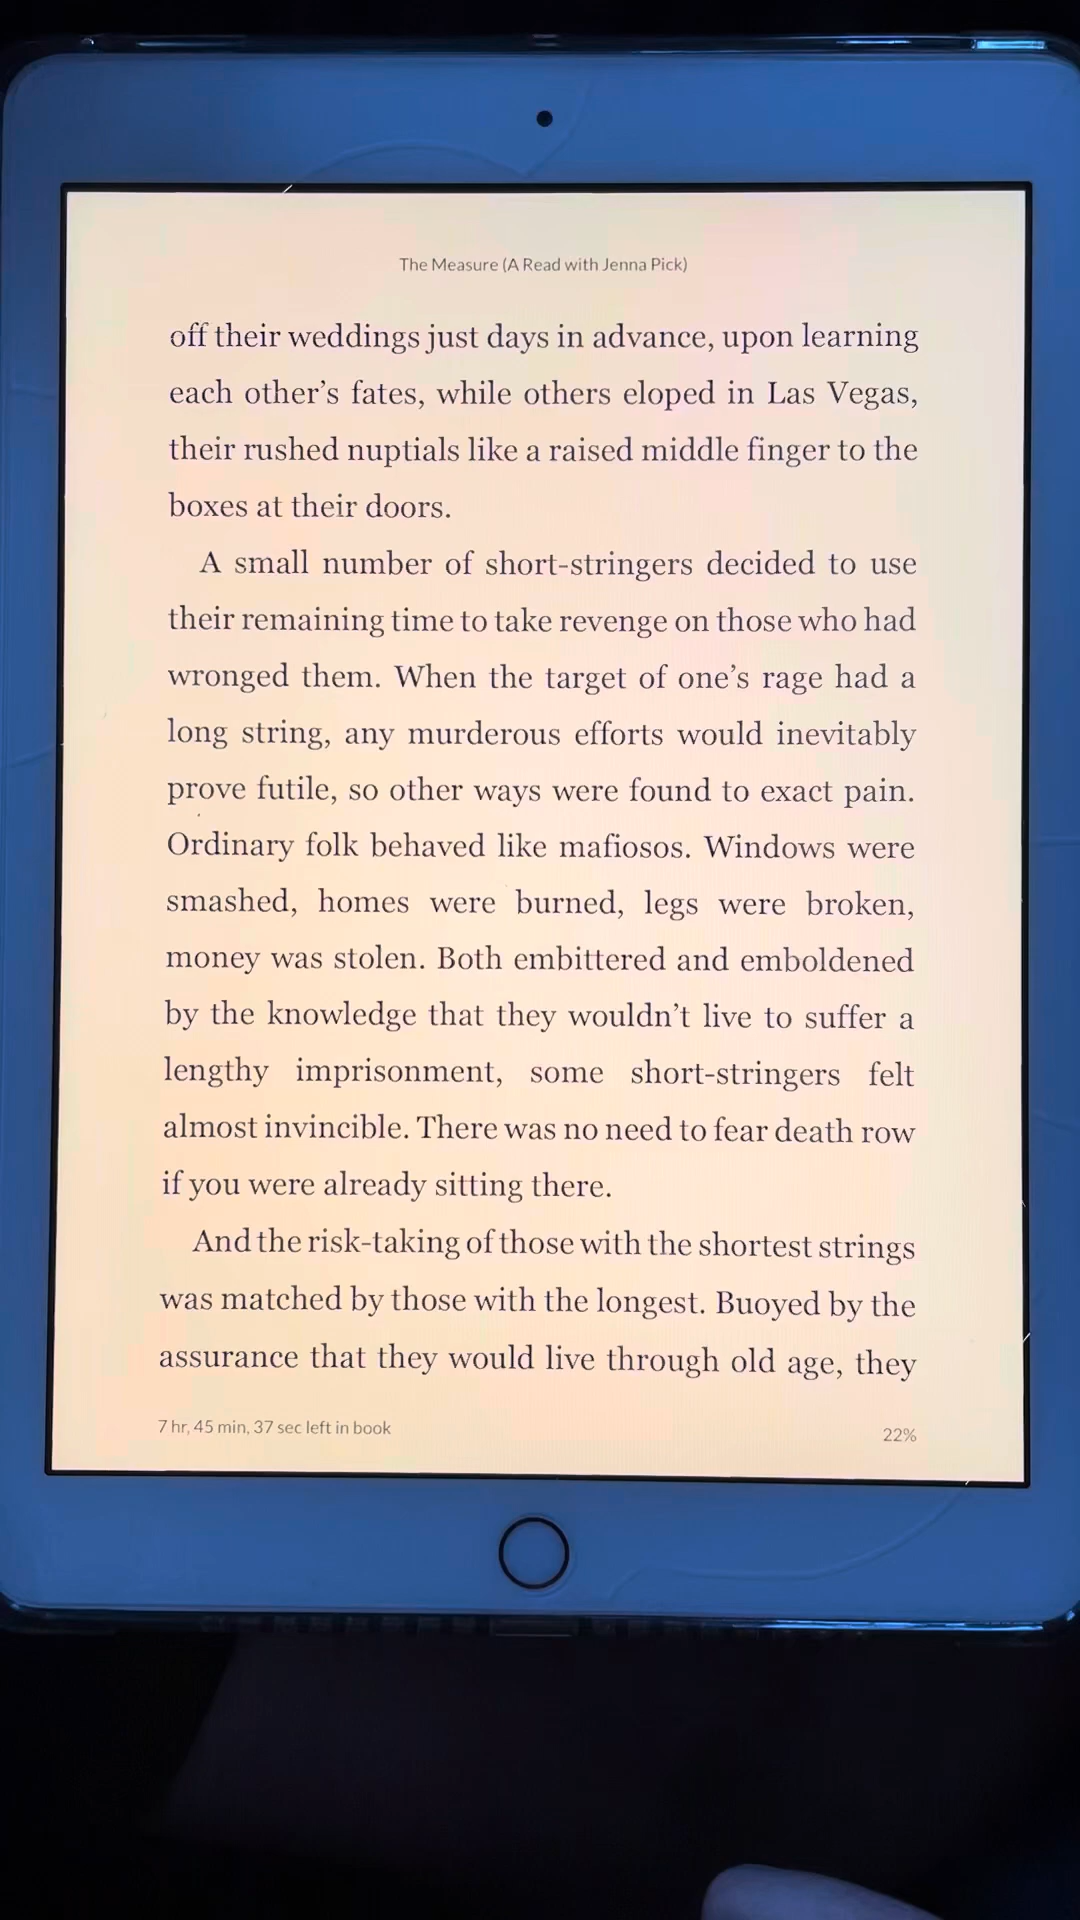 The Measure (A Read with Jenna Pick)
off their weddings just days in advance, upon learning
each other’s fates, while others eloped in Las Vegas,
their rushed nuptials like a raised middle finger to the
boxes at their doors.
A small number of short-stringers decided to use
their remaining time to take revenge on those who had
wronged them. When the target of one’s rage had a
long string, any murderous efforts would inevitably
prove futile, so other ways were found to exact pain.
Ordinary folk behaved like mafiosos. Windows were
smashed, homes were burned, legs were broken,
money was stolen. Both embittered and emboldened
by the knowledge that they wouldn’t live to suffer a
lengthy imprisonment, some short-stringers felt
almost invincible. There was no need to fear death row
if you were already sitting there.
And the risk-taking of those with the shortest strings
was matched by those with the longest. Buoyed by the
assurance that they would live through old age, they
7 hr, 45 min, 37 sec left in book
22%